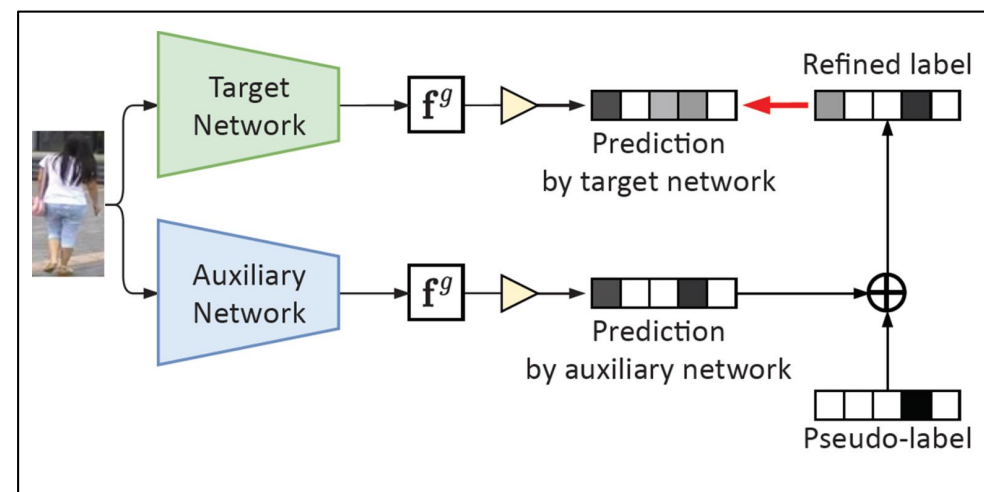 Target
Network
f^g
Refined label
Prediction
by target network
Auxiliary
Network
f^g
Prediction
by auxiliary network
Pseudo-label